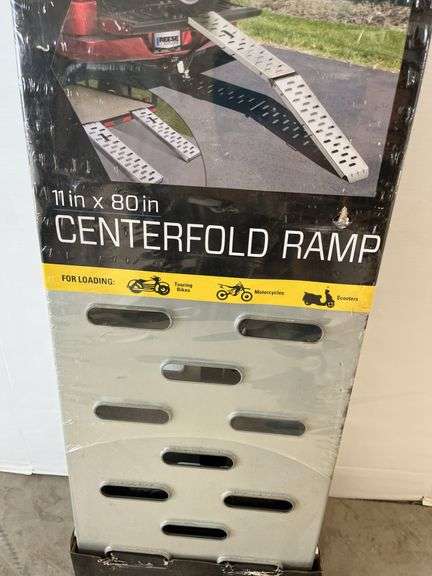 REESE
11in x 80in
CENTERFOLD RAMP
FOR LOADING:
Touring
Bikes
Motorcycles
Scooters